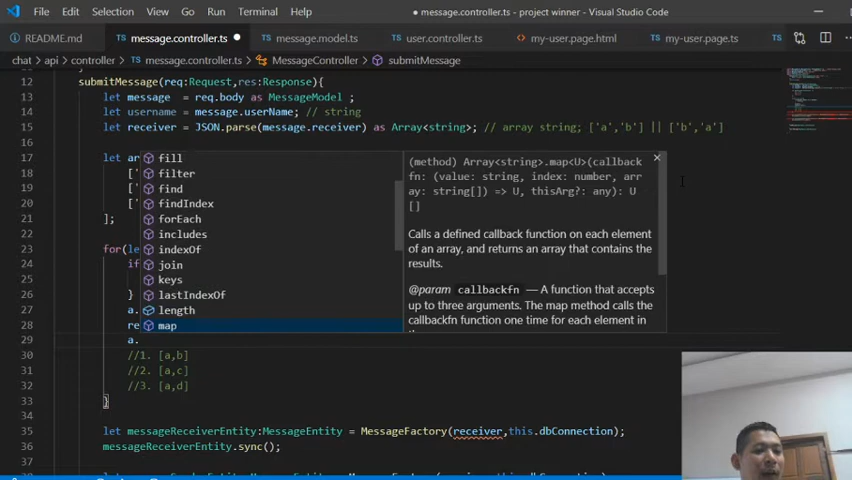 File Edit Selection View Go Run Terminal Help
● message.controller.ts - project winner - Visual Studio Code
README.md message.controller.ts ● message.model.ts user.controller.ts my-user.page.html my-user.page.ts TS
chat > api > controller > message.controller.ts > MessageController > submitMessage
12 submitMessage(req:Request,res:Response){
13 let message = req.body as MessageModel ;
14 let username = message.userName; // string
15 let receiver = JSON.parse(message.receiver) as Array<string>; // array string; ['a','b'] || ['b','a']
16
17 let ar
18 ['
19 ['
20 ['
21 ];
22
23 for(le
24 if
25
26 }
27 a.
28 re
29 a.
30 //1. [a,b]
31 //2. [a,c]
32 //3. [a,d]
33 }
34
35 let messageReceiverEntity:MessageEntity = MessageFactory(receiver,this.dbConnection);
36 messageReceiverEntity.sync();
37
fill
filter
find
findIndex
forEach
includes
indexOf
join
keys
lastIndexOf
length
map
(method) Array<string>.map<U>(callback
fn: (value: string, index: number, arr
ay: string[]) => U, thisArg?: any): U
[]
Calls a defined callback function on each element
of an array, and returns an array that contains the
results.
@param callbackfn — A function that accepts
up to three arguments. The map method calls the
callbackfn function one time for each element in